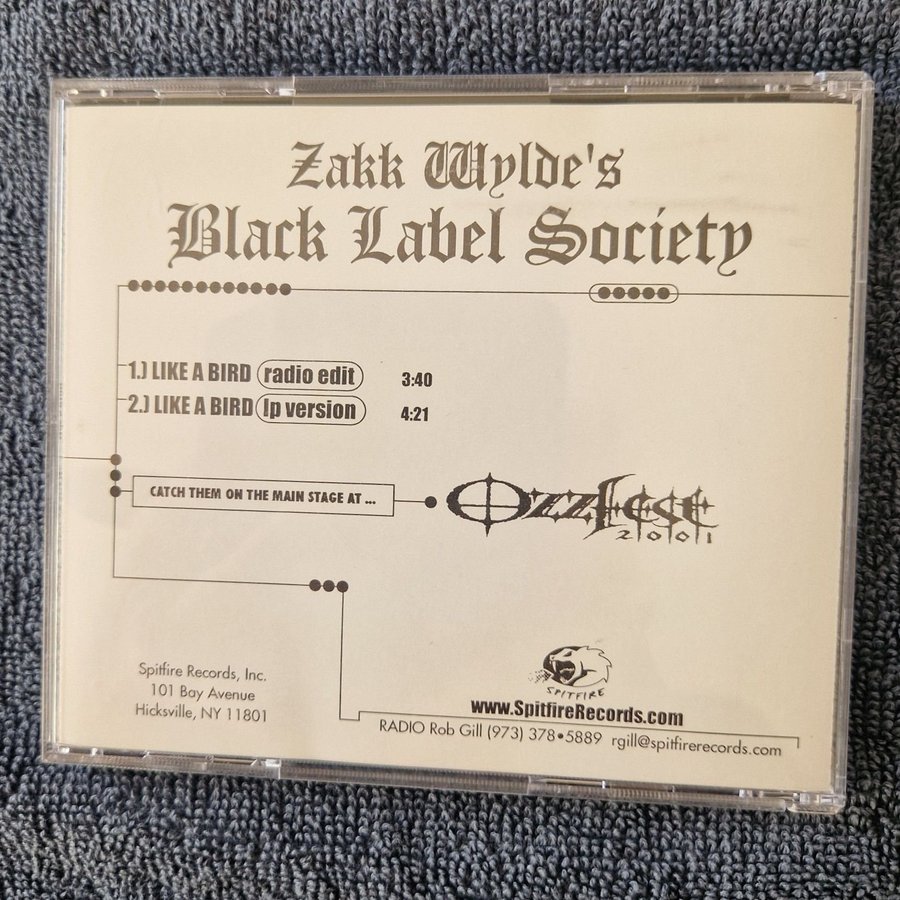 Zakk Wylde's
Black Label Society
1.) LIKE A BIRD radio edit 3:40
2.) LIKE A BIRD lp version 4:21
CATCH THEM ON THE MAIN STAGE AT ...
Ozzfest
2001
Spitfire Records, Inc.
101 Bay Avenue
Hicksville, NY 11801
SPITFIRE
www.SpitfireRecords.com
RADIO Rob Gill (973) 378•5889 rgill@spitfirerecords.com